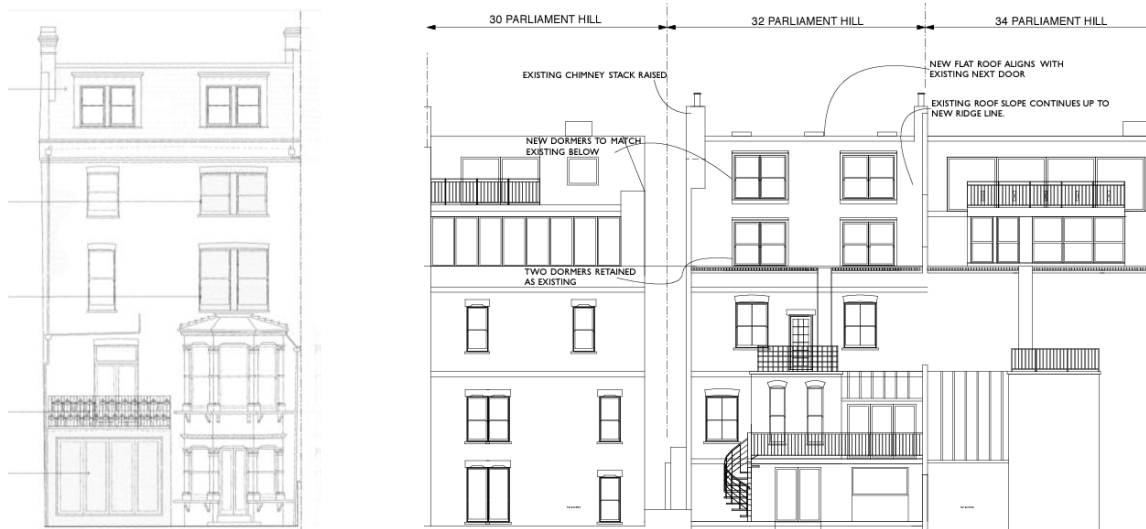 30 PARLIAMENT HILL
32 PARLIAMENT HILL
34 PARLIAMENT HILL
EXISTING CHIMNEY STACK RAISED
NEW FLAT ROOF ALIGNS WITH
EXISTING NEXT DOOR
EXISTING ROOF SLOPE CONTINUES UP TO
NEW RIDGE LINE.
NEW DORMERS TO MATCH
EXISTING BELOW
TWO DORMERS RETAINED
AS EXISTING